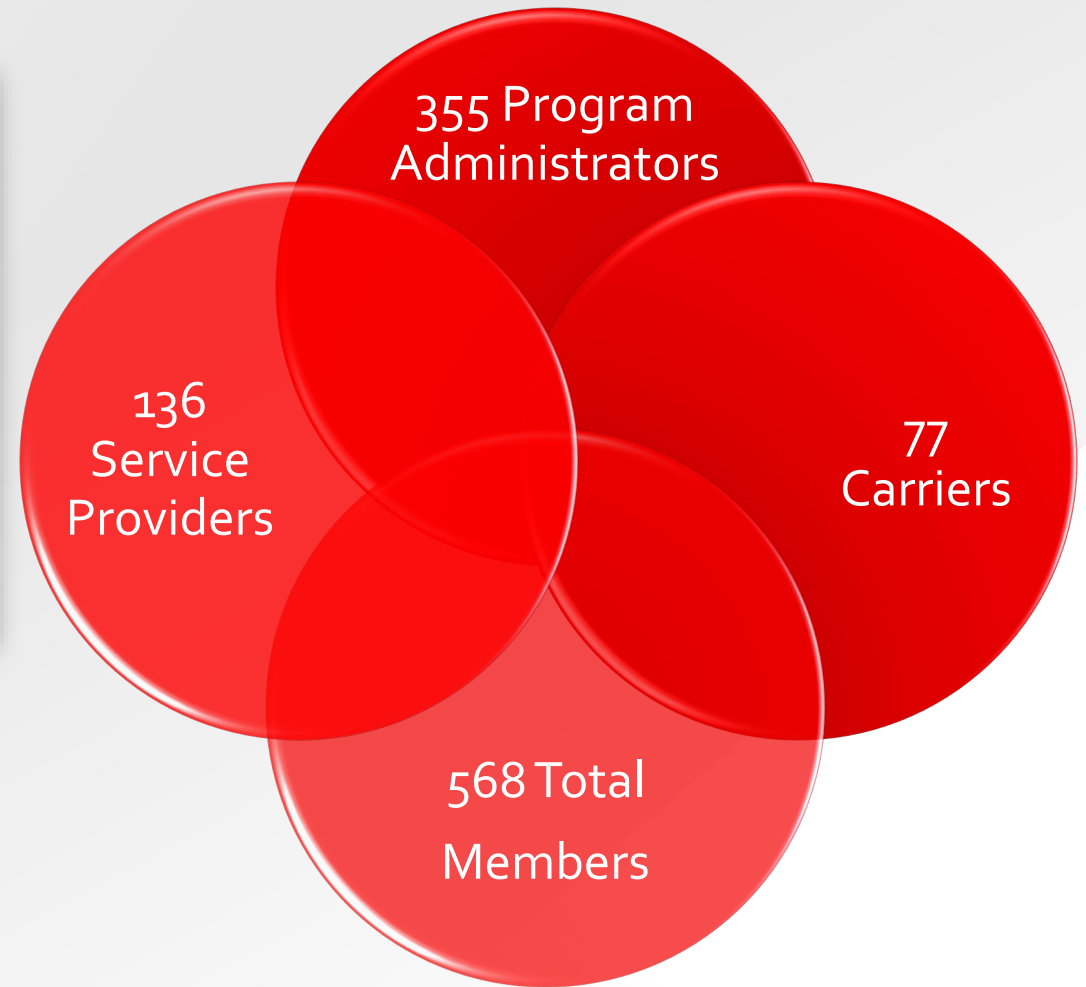 355 Program
Administrators
136
Service
Providers
77
Carriers
568 Total
Members